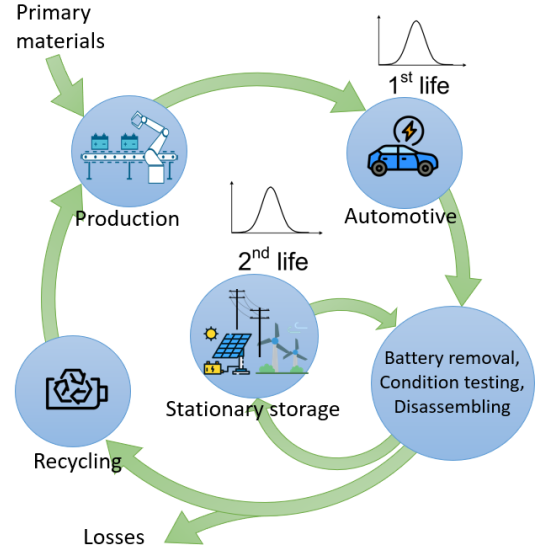 Primary
materials
1st life
Production
Automotive
2nd life
Battery removal,
Condition testing,
Disassembling
Stationary storage
Recycling
Losses